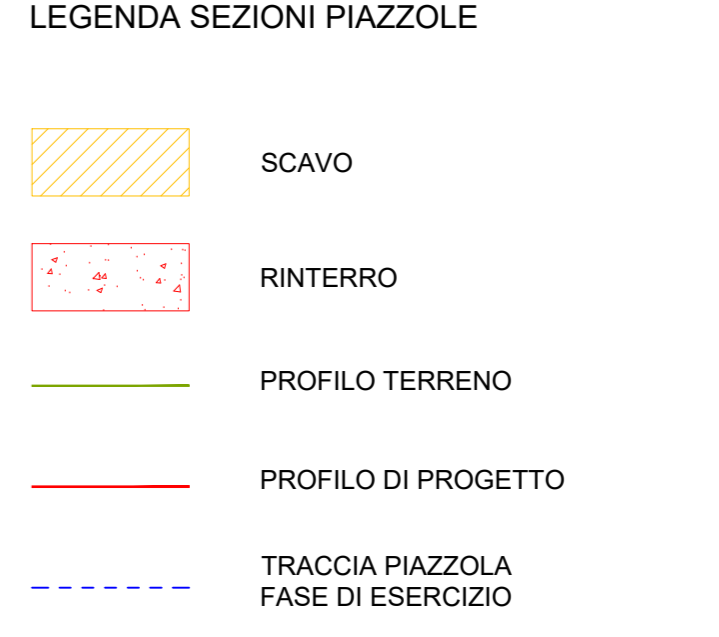 LEGENDA SEZIONI PIAZZOLE
SCAVO
RINTERRO
PROFILO TERRENO
PROFILO DI PROGETTO
TRACCIA PIAZZOLA
FASE DI ESERCIZIO